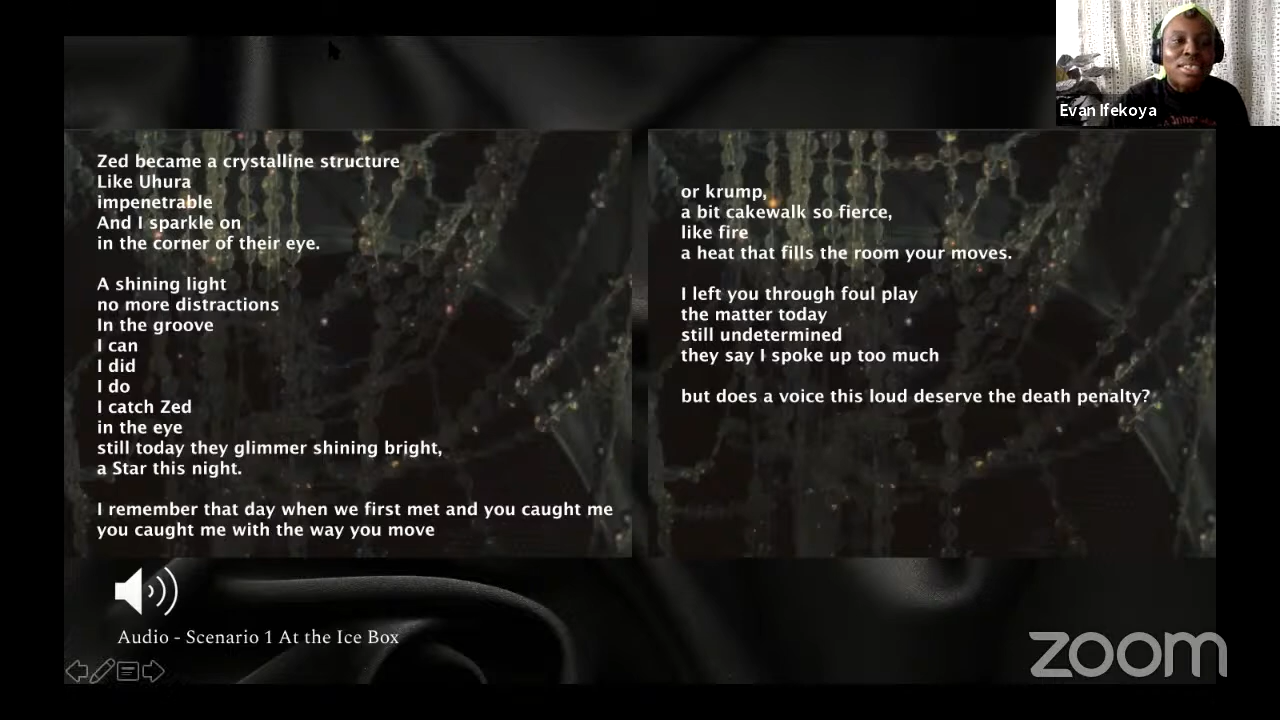 Evan Ifekoya
Zed became a crystalline structure
Like Uhura
impenetrable
And I sparkle on
in the corner of their eye.
A shining light
no more distractions
In the groove
I can
I did
I do
I catch Zed
in the eye
still today they glimmer shining bright,
a Star this night.
I remember that day when we first met and you caught me
you caught me with the way you move
or krump,
a bit cakewalk so fierce,
like fire
a heat that fills the room your moves.
I left you through foul play
the matter today
still undetermined
they say I spoke up too much
but does a voice this loud deserve the death penalty?
Audio - Scenario 1 At the Ice Box
zoom